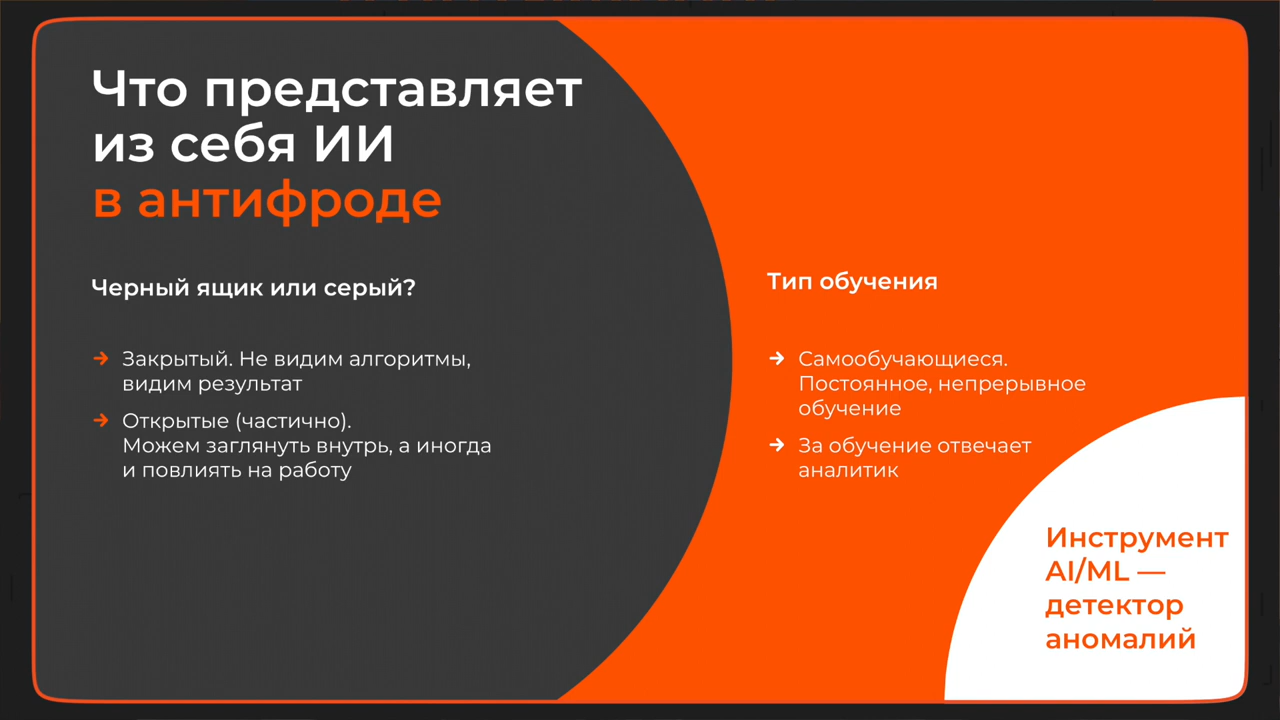 Что представляет
из себя ИИ
в антифроде
Черный ящик или серый?
→ Закрытый. Не видим алгоритмы,
видим результат
→ Открытые (частично).
Можем заглянуть внутрь, а иногда
и повлиять на работу
Тип обучения
→ Самообучающиеся.
Постоянное, непрерывное
обучение
→ За обучение отвечает
аналитик
Инструмент
AI/ML —
детектор
аномалий